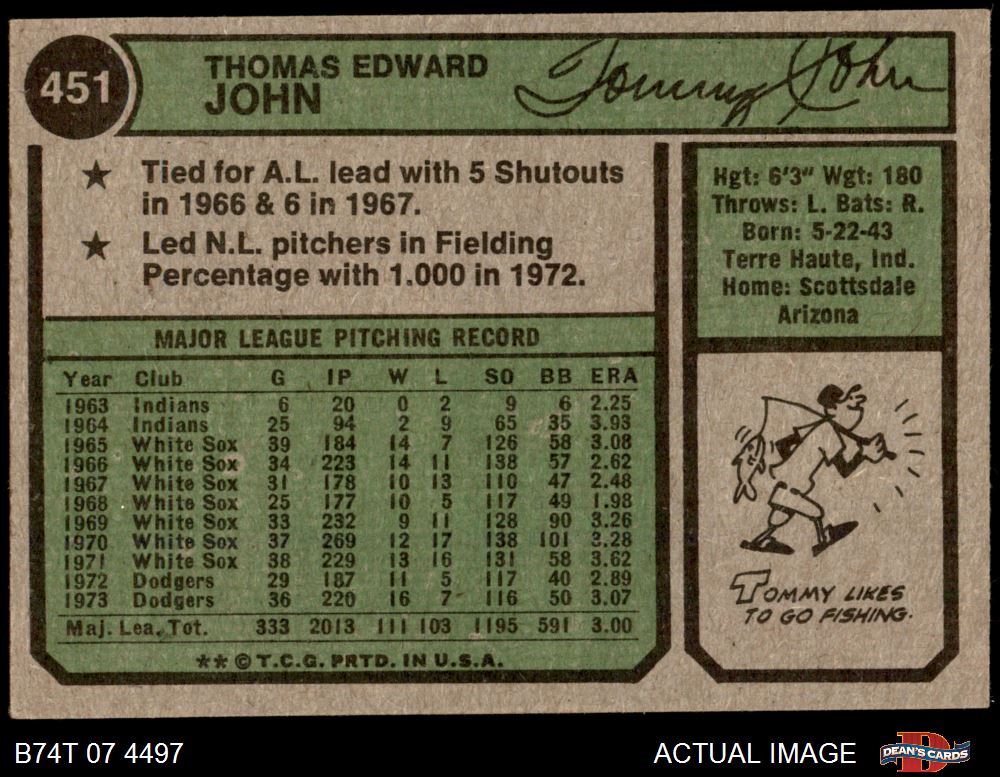 451
THOMAS EDWARD
JOHN
Tommy John
★ Tied for A.L. lead with 5 Shutouts
in 1966 & 6 in 1967.
★ Led N.L. pitchers in Fielding
Percentage with 1.000 in 1972.
Hgt: 6'3" Wgt: 180
Throws: L. Bats: R.
Born: 5-22-43
Terre Haute, Ind.
Home: Scottsdale
Arizona
MAJOR LEAGUE PITCHING RECORD
Year Club G IP W L SO BB ERA
1963 Indians 6 20 0 2 9 6 2.25
1964 Indians 25 94 2 9 65 35 3.93
1965 White Sox 39 184 14 7 126 58 3.08
1966 White Sox 34 223 14 11 138 57 2.62
1967 White Sox 31 178 10 13 110 47 2.48
1968 White Sox 25 177 10 5 117 49 1.98
1969 White Sox 33 232 9 11 128 90 3.26
1970 White Sox 37 269 12 17 138 101 3.28
1971 White Sox 38 229 13 16 131 58 3.62
1972 Dodgers 29 187 11 5 117 40 2.89
1973 Dodgers 36 220 16 7 116 50 3.07
Maj. Lea. Tot. 333 2013 111 103 1195 591 3.00
** © T.C.G. PRTD. IN U.S.A.
TOMMY LIKES
TO GO FISHING.
B74T 07 4497
ACTUAL IMAGE
DEAN'S CARDS